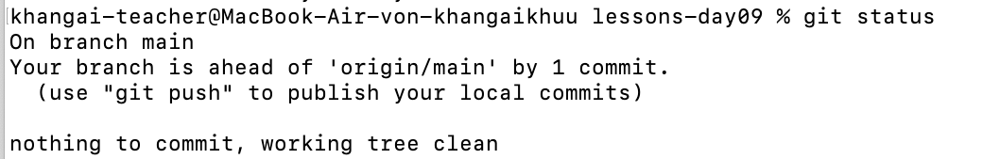 khangai-teacher@MacBook-Air-von-khangaikhuu lessons-day09 % git status
On branch main
Your branch is ahead of 'origin/main' by 1 commit.
  (use "git push" to publish your local commits)

nothing to commit, working tree clean